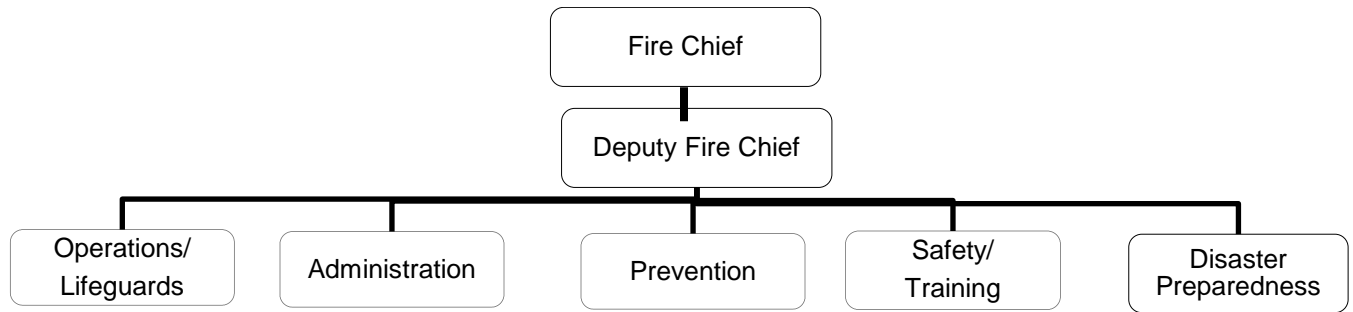 Fire Chief
Deputy Fire Chief
Operations/
Lifeguards
Administration
Prevention
Safety/
Training
Disaster
Preparedness